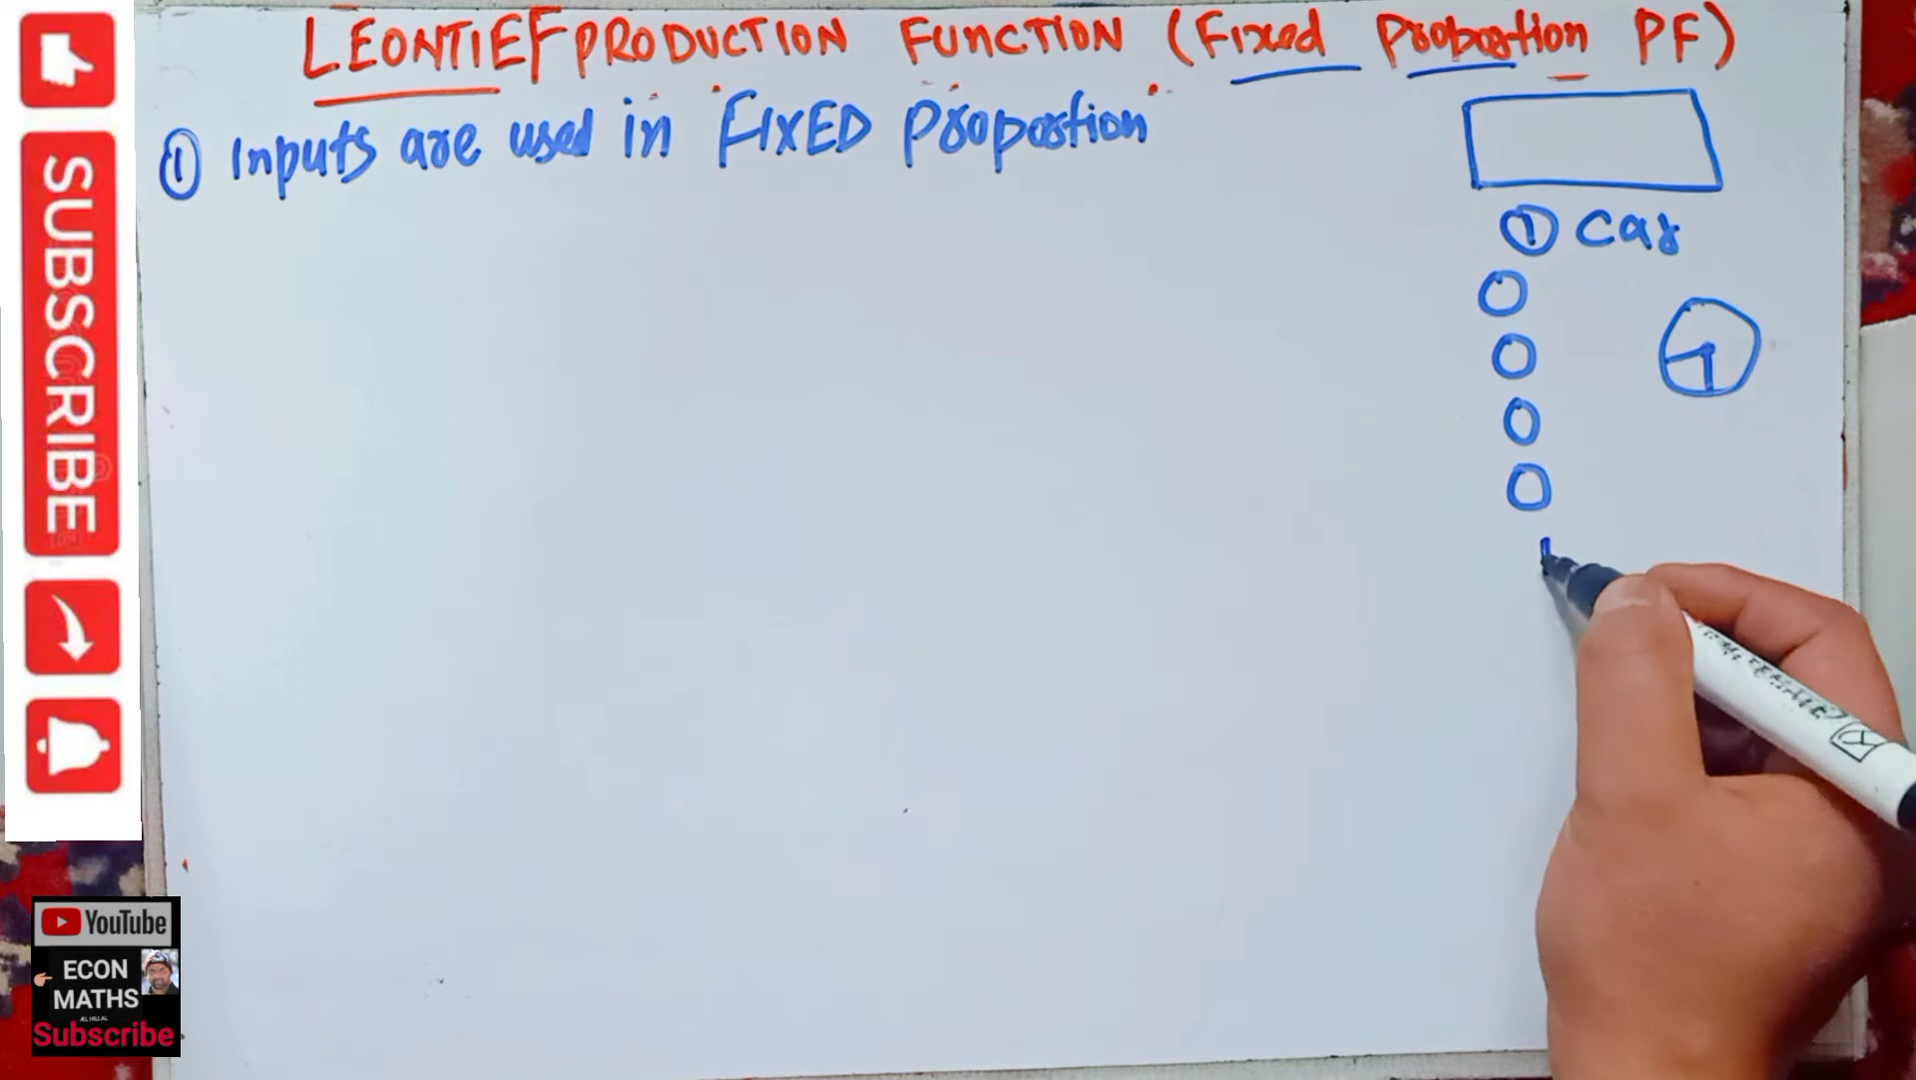 LEONTIEF PRODUCTION FUNCTION (Fixed Proportion PF)
① Inputs are used in FIXED Proportion
① Car
SUBSCRIBE
YouTube
ECON
MATHS
Subscribe